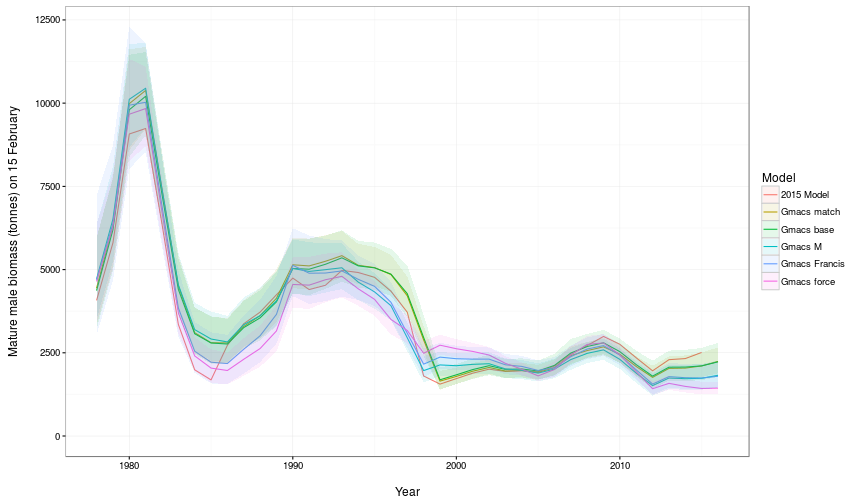 12500
10000
7500
5000
2500
0
Mature male biomass (tonnes) on 15 February
1980
1990
2000
2010
Year
Model
2015 Model
Gmacs match
Gmacs base
Gmacs M
Gmacs Francis
Gmacs force